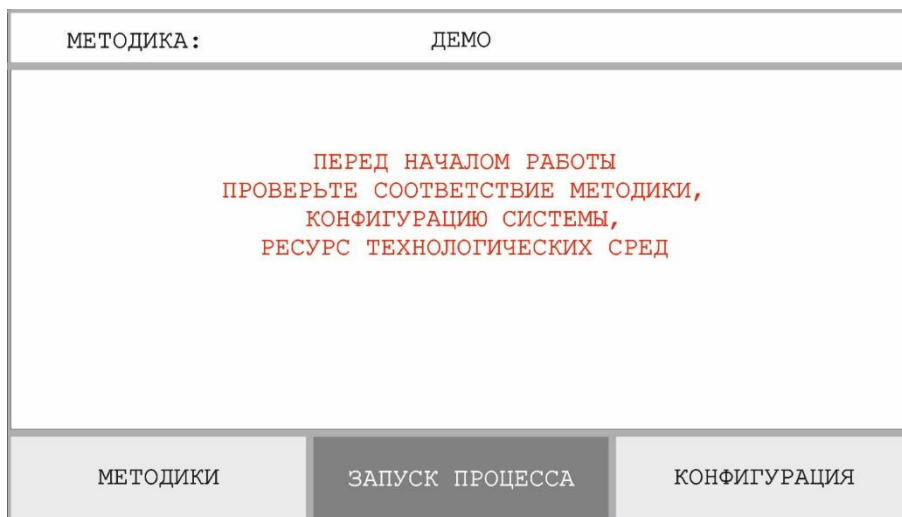 МЕТОДИКА: ДЕМО
ПЕРЕД НАЧАЛОМ РАБОТЫ
ПРОВЕРЬТЕ СООТВЕТСТВИЕ МЕТОДИКИ,
КОНФИГУРАЦИЮ СИСТЕМЫ,
РЕСУРС ТЕХНОЛОГИЧЕСКИХ СРЕД
МЕТОДИКИ ЗАПУСК ПРОЦЕССА КОНФИГУРАЦИЯ